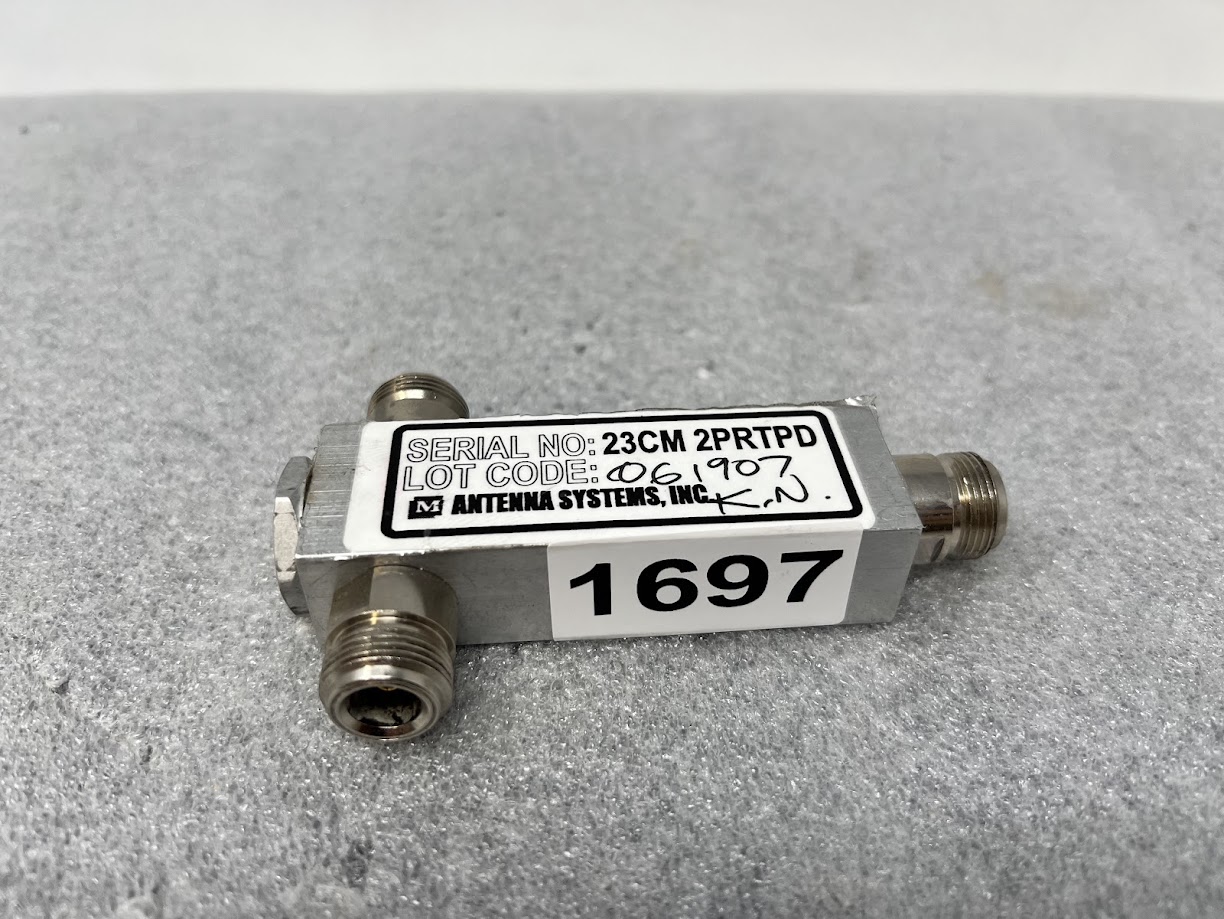 SERIAL NO: 23CM 2PRTPD
LOT CODE: 061907
M ANTENNA SYSTEMS, INC. K.N.
1697